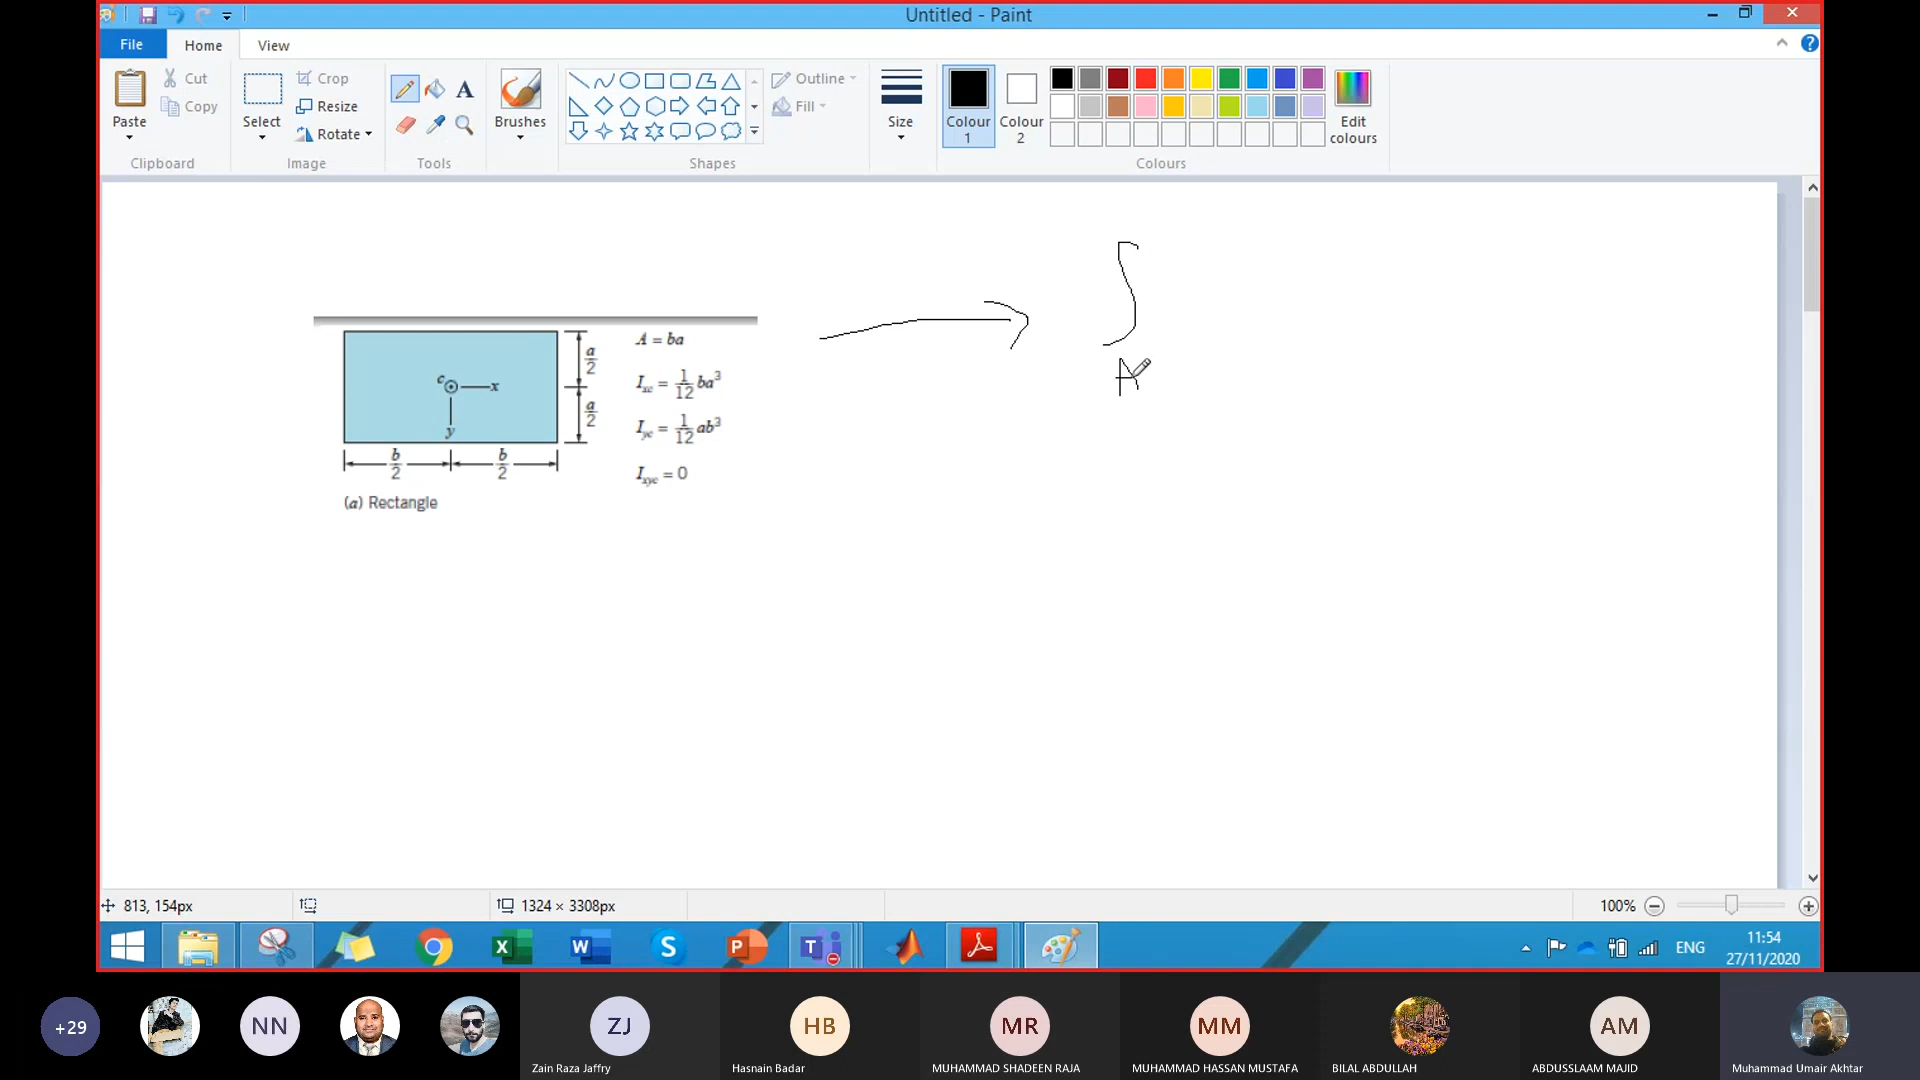 Untitled - Paint
File
Home
View
Paste
Cut
Copy
Clipboard
Select
Crop
Resize
Rotate
Image
A
Tools
Brushes
Shapes
Outline
Fill
Size
Colour
1
Colour
2
Edit
colours
Colours
∫
A
c
x
y
a
2
a
2
b
2
b
2
(a) Rectangle
A = ba
Ixc = 1/12 ba³
Iyc = 1/12 ab³
Ixyc = 0
813, 154px
1324 × 3308px
100%
ENG
11:54
27/11/2020
+29
NN
ZJ
Zain Raza Jaffry
HB
Hasnain Badar
MR
MUHAMMAD SHADEEN RAJA
MM
MUHAMMAD HASSAN MUSTAFA
BILAL ABDULLAH
AM
ABDUSSLAAM MAJID
Muhammad Umair Akhtar